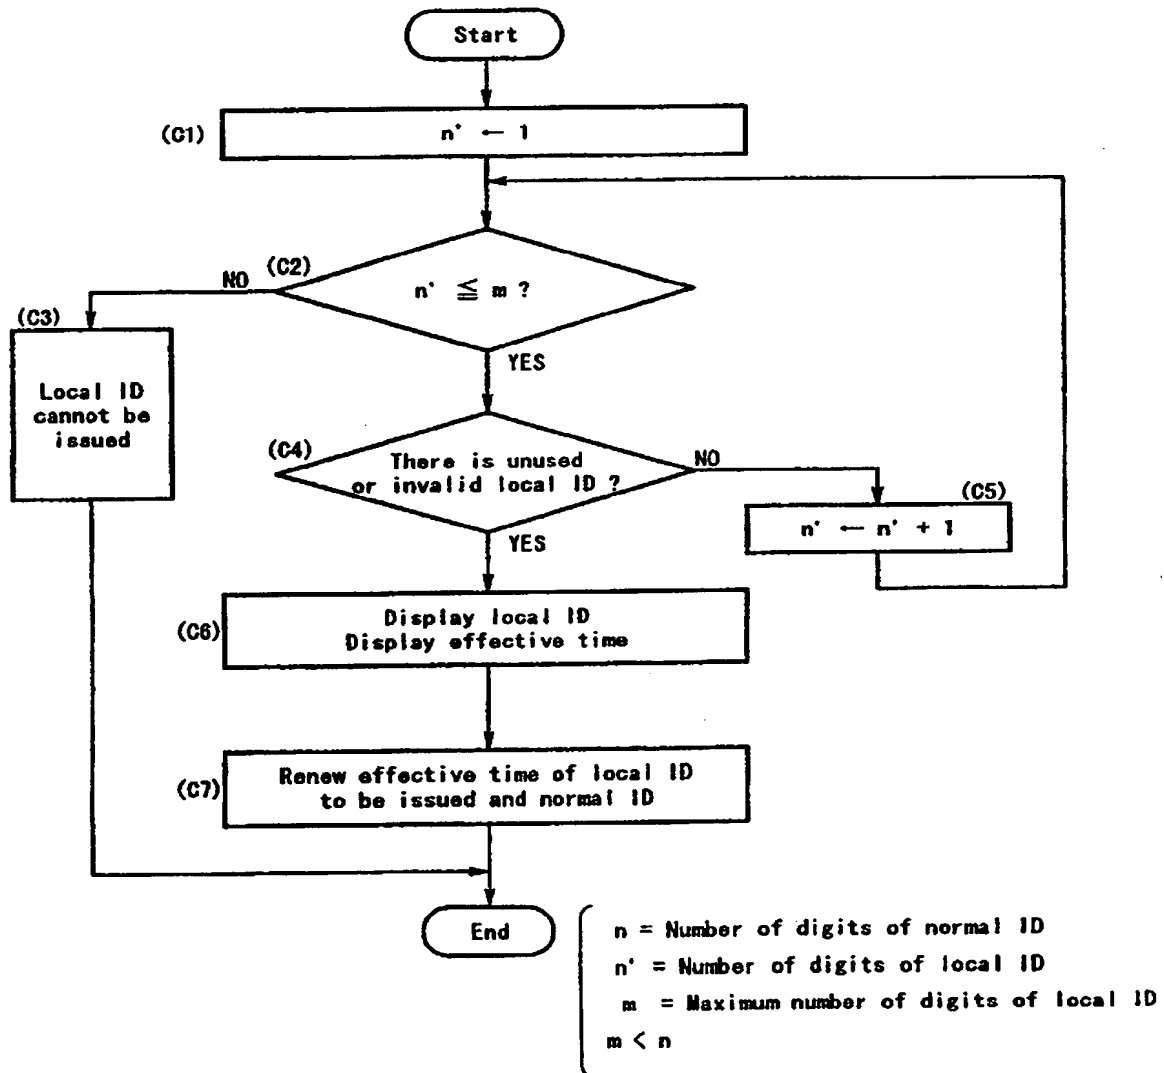 Start
(C1)
n' ← 1
(C2)
NO
n' ≦ m ?
(C3)
YES
Local ID
cannot be
issued
(C4)
There is unused
or invalid local ID ?
NO
(C5)
n' ← n' + 1
YES
(C6)
Display local ID
Display effective time
(C7)
Renew effective time of local ID
to be issued and normal ID
End
n = Number of digits of normal ID
n' = Number of digits of local ID
m = Maximum number of digits of local ID
m < n